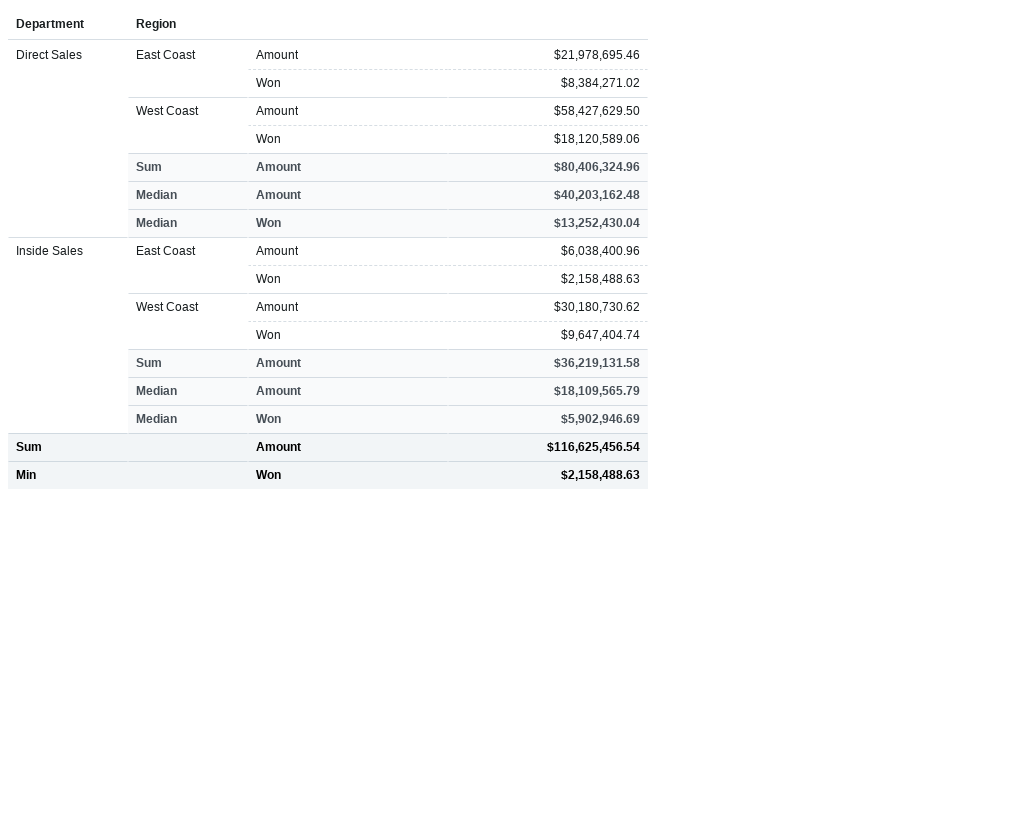 Department Region
Direct Sales East Coast Amount $21,978,695.46
Won $8,384,271.02
West Coast Amount $58,427,629.50
Won $18,120,589.06
Sum Amount $80,406,324.96
Median Amount $40,203,162.48
Median Won $13,252,430.04
Inside Sales East Coast Amount $6,038,400.96
Won $2,158,488.63
West Coast Amount $30,180,730.62
Won $9,647,404.74
Sum Amount $36,219,131.58
Median Amount $18,109,565.79
Median Won $5,902,946.69
Sum Amount $116,625,456.54
Min Won $2,158,488.63